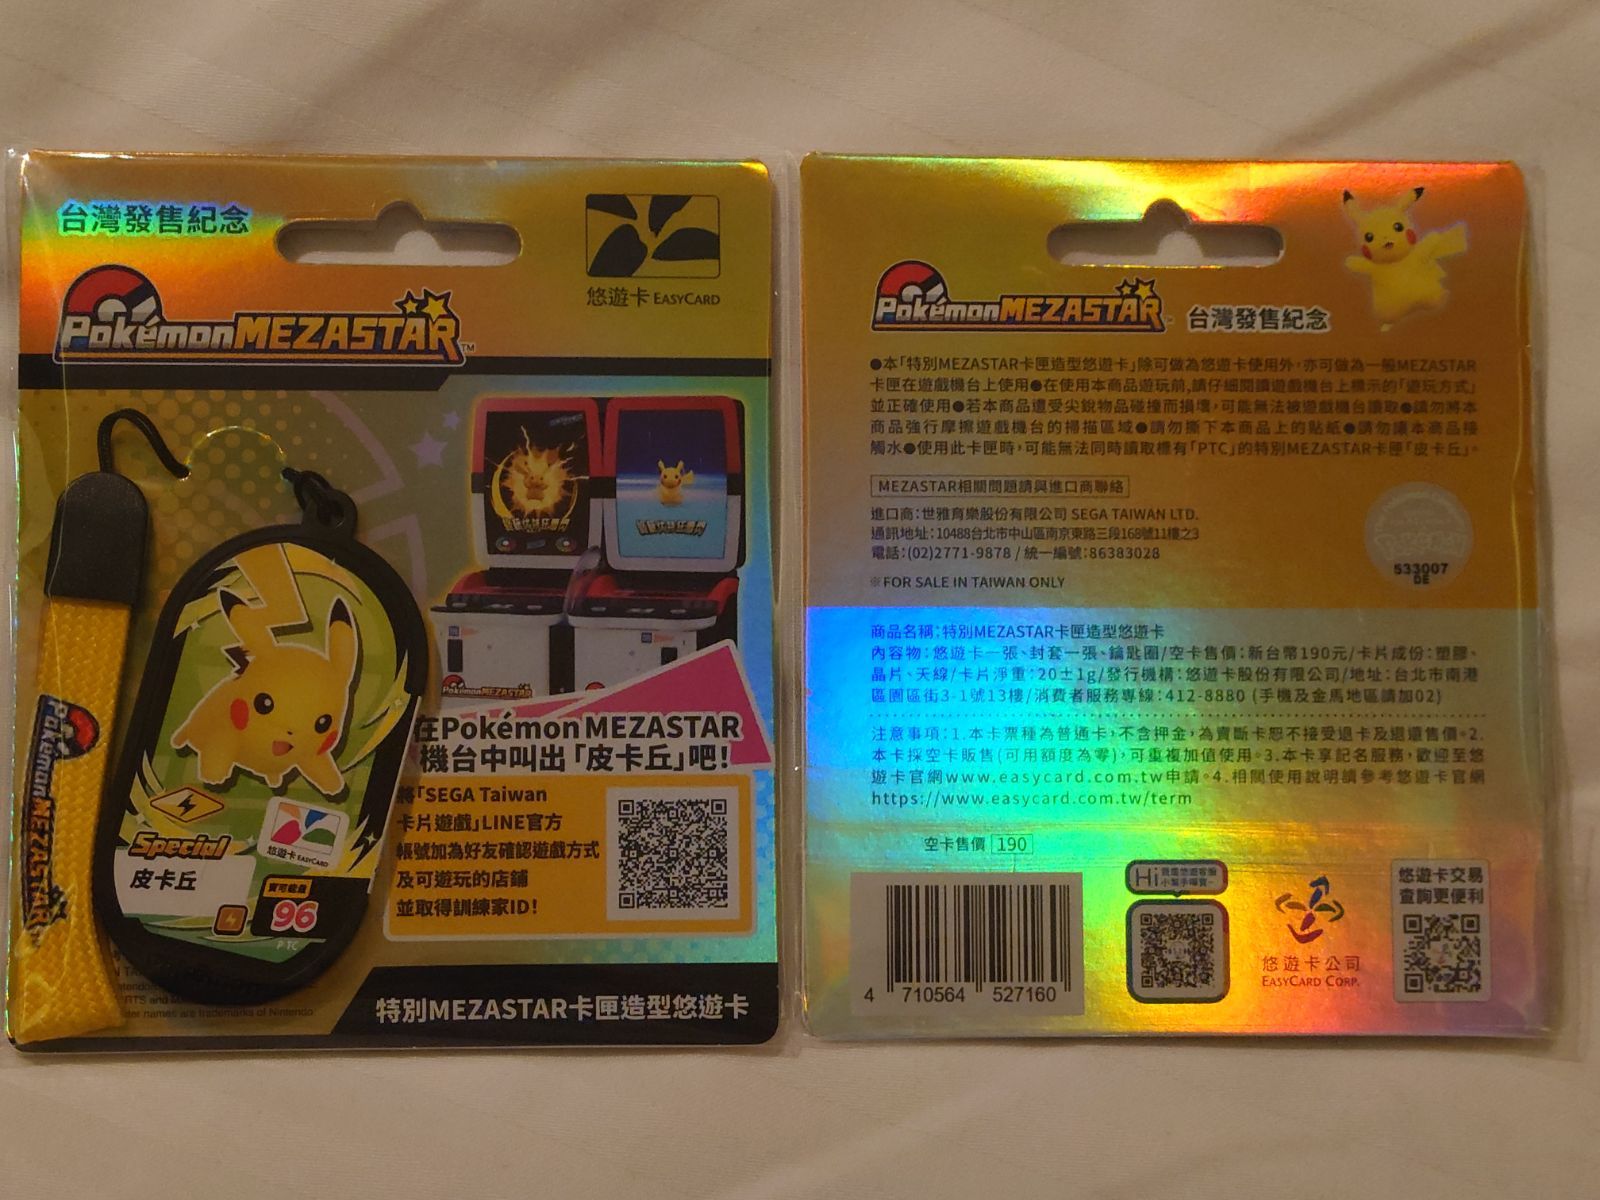 台灣發售紀念
悠遊卡 EASYCARD
Pokémon MEZASTAR™
Pokémon MEZASTAR
Pokémon MEZASTAR
Special
皮卡丘
悠遊卡 EASYCARD
寶可能量
96
PTC
在Pokémon MEZASTAR
機台中叫出「皮卡丘」吧!
將「SEGA Taiwan
卡片遊戲」LINE官方
帳號加為好友確認遊戲方式
及可遊玩的店鋪
並取得訓練家ID!
names are trademarks of Nintendo.
特別MEZASTAR卡匣造型悠遊卡
Pokémon MEZASTAR™ 台灣發售紀念
●本「特別MEZASTAR卡匣造型悠遊卡」除可做為悠遊卡使用外,亦可做為一般MEZASTAR
卡匣在遊戲機台上使用●在使用本商品遊玩前,請仔細閱讀遊戲機台上標示的「遊玩方式」
並正確使用●若本商品遭受尖銳物品碰撞而損壞,可能無法被遊戲機台讀取●請勿將本
商品強行摩擦遊戲機台的掃描區域●請勿撕下本商品上的貼紙●請勿讓本商品接
觸水●使用此卡匣時,可能無法同時讀取標有「PTC」的特別MEZASTAR卡匣「皮卡丘」。
MEZASTAR相關問題請與進口商聯絡
進口商:世雅育樂股份有限公司 SEGA TAIWAN LTD.
通訊地址:10488台北市中山區南京東路三段168號11樓之3
電話:(02)2771-9878 / 統一編號:86383028
※FOR SALE IN TAIWAN ONLY
533007
DE
商品名稱:特別MEZASTAR卡匣造型悠遊卡
內容物:悠遊卡一張、封套一張、鑰匙圈/空卡售價:新台幣190元/卡片成份:塑膠、
晶片、天線/卡片淨重:20±1g/發行機構:悠遊卡股份有限公司/地址:台北市南港
區園區街3-1號13樓/消費者服務專線:412-8880 (手機及金馬地區請加02)
注意事項:1.本卡票種為普通卡,不含押金,為賣斷卡恕不接受退卡及退還售價。2.
本卡採空卡販售(可用額度為零),可重複加值使用。3.本卡享記名服務,歡迎至悠
遊卡官網www.easycard.com.tw申請。4.相關使用說明請參考悠遊卡官網
https://www.easycard.com.tw/term
空卡售價 190
4 710564 527160
Hi
悠遊卡公司
EASYCARD CORP.
悠遊卡交易
查詢更便利